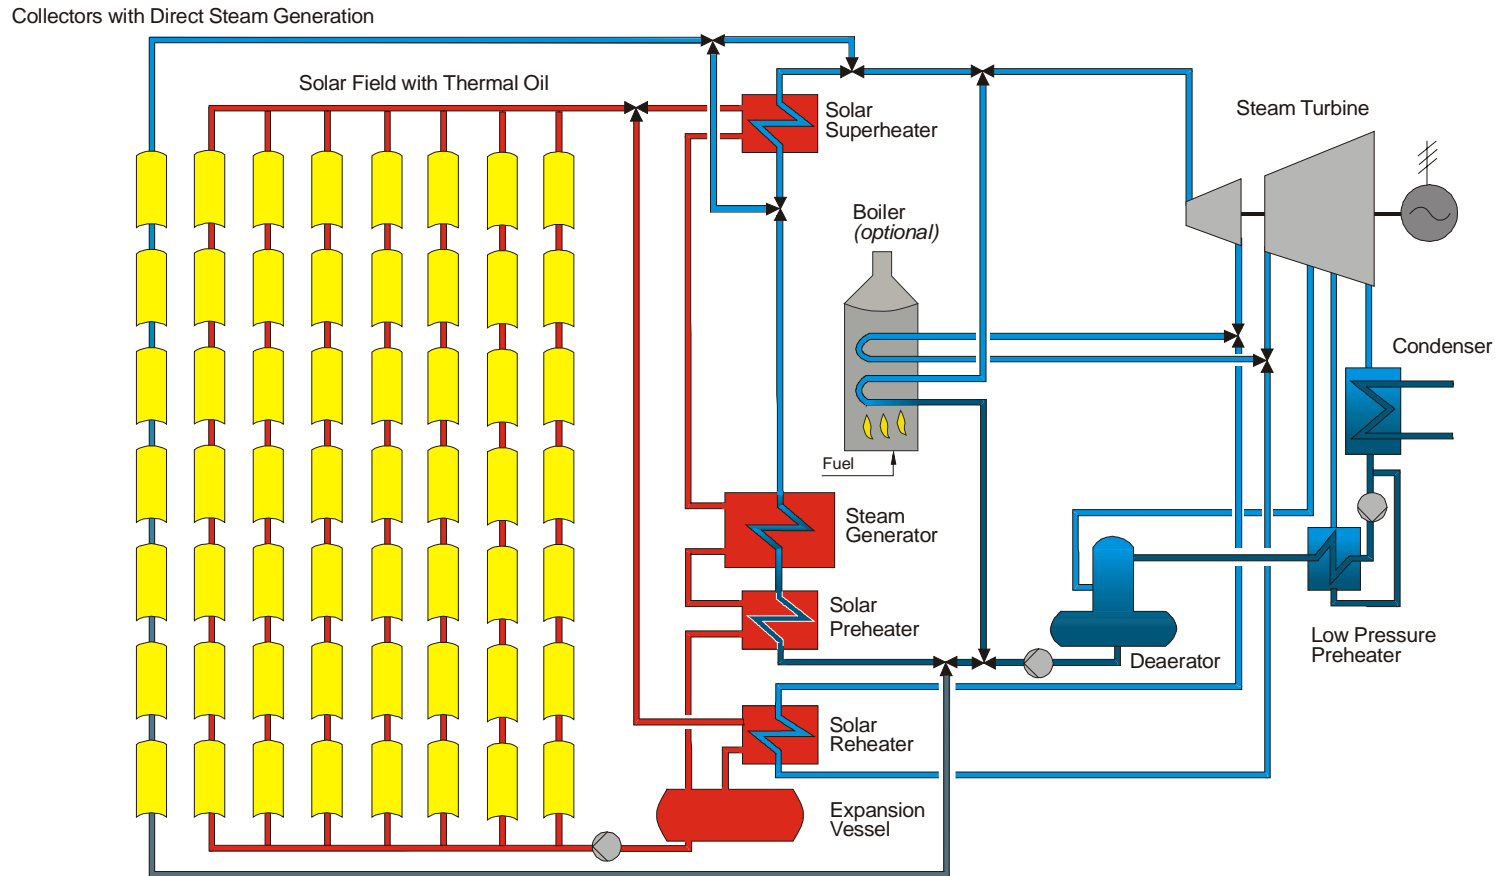 Collectors with Direct Steam Generation
Solar Field with Thermal Oil
Solar
Superheater
Steam Turbine
Boiler
(optional)
Condenser
Fuel
Steam
Generator
Solar
Preheater
Deaerator
Low Pressure
Preheater
Solar
Reheater
Expansion
Vessel